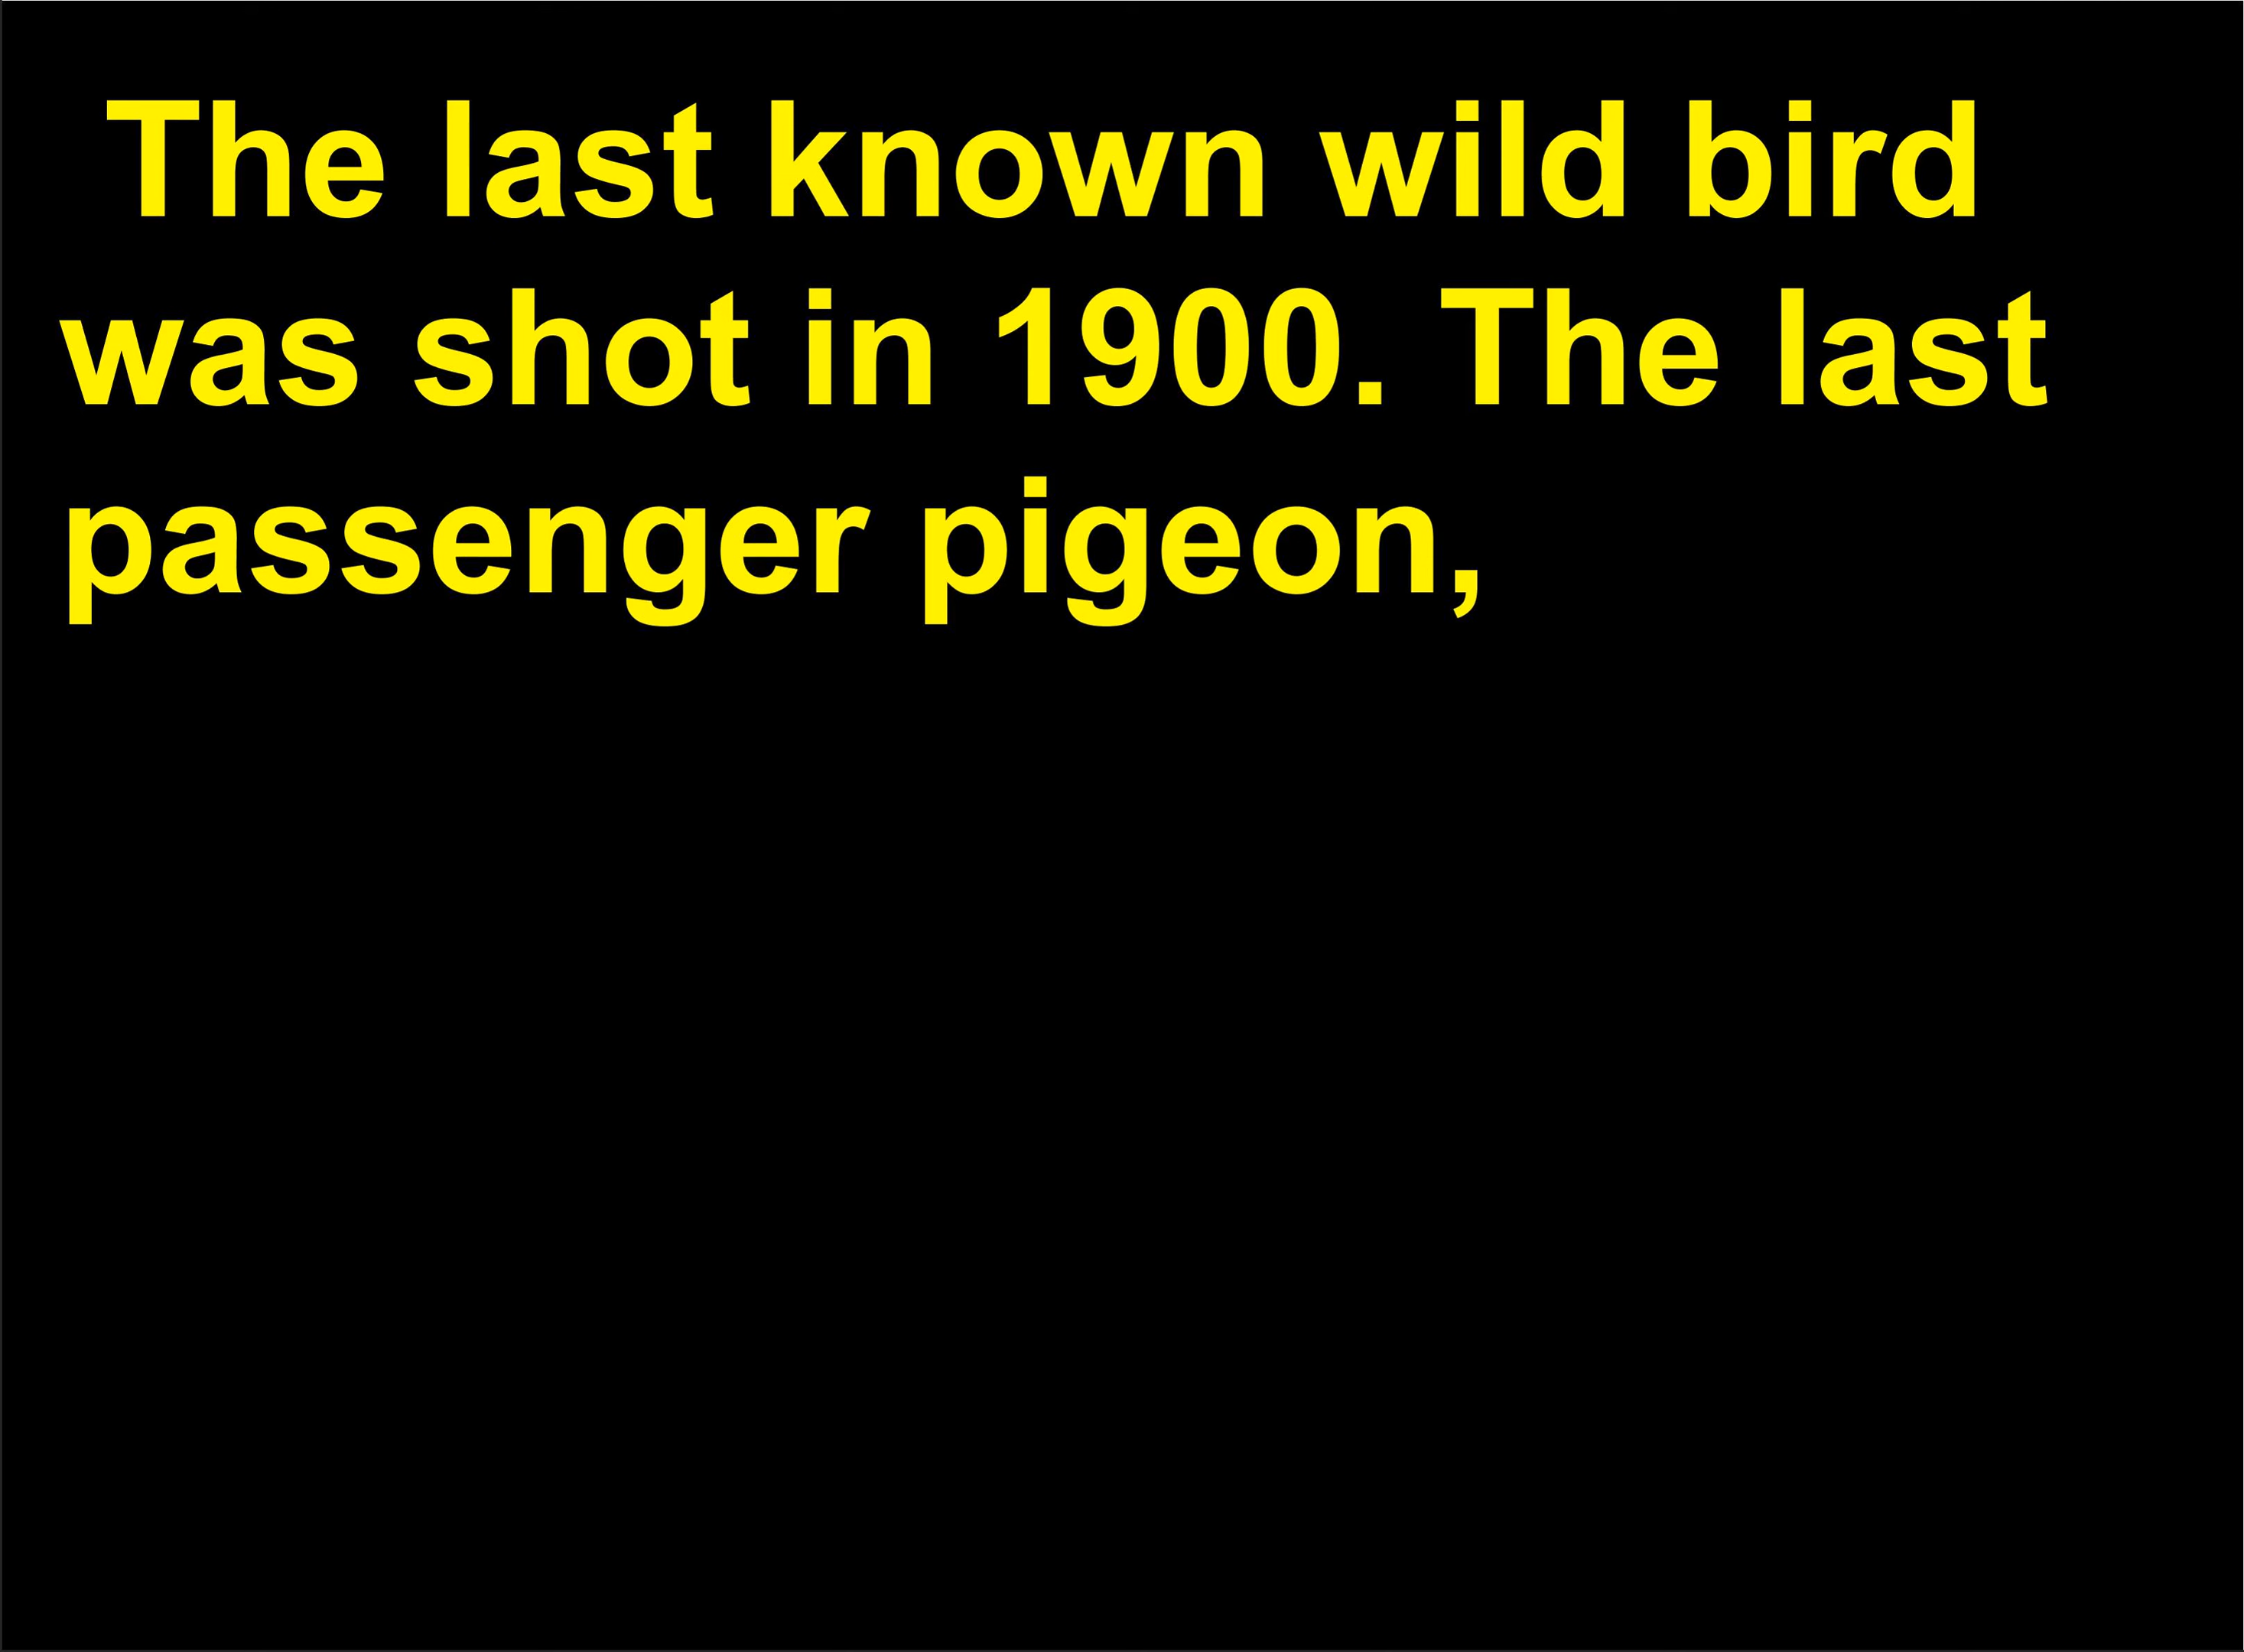 The last known wild bird
was shot in 1900. The last
passenger pigeon,